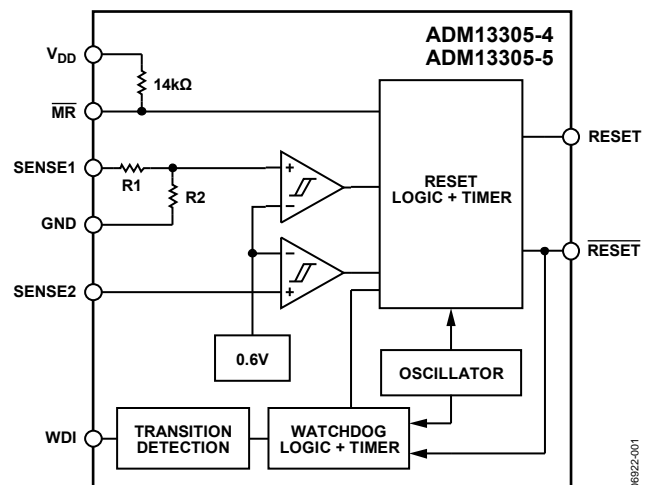 ADM13305-4
ADM13305-5
VDD
14kΩ
MR
SENSE1
R1
R2
GND
SENSE2
+
−
−
+
0.6V
RESET
LOGIC + TIMER
RESET
RESET
OSCILLATOR
WDI
TRANSITION
DETECTION
WATCHDOG
LOGIC + TIMER
06922-001